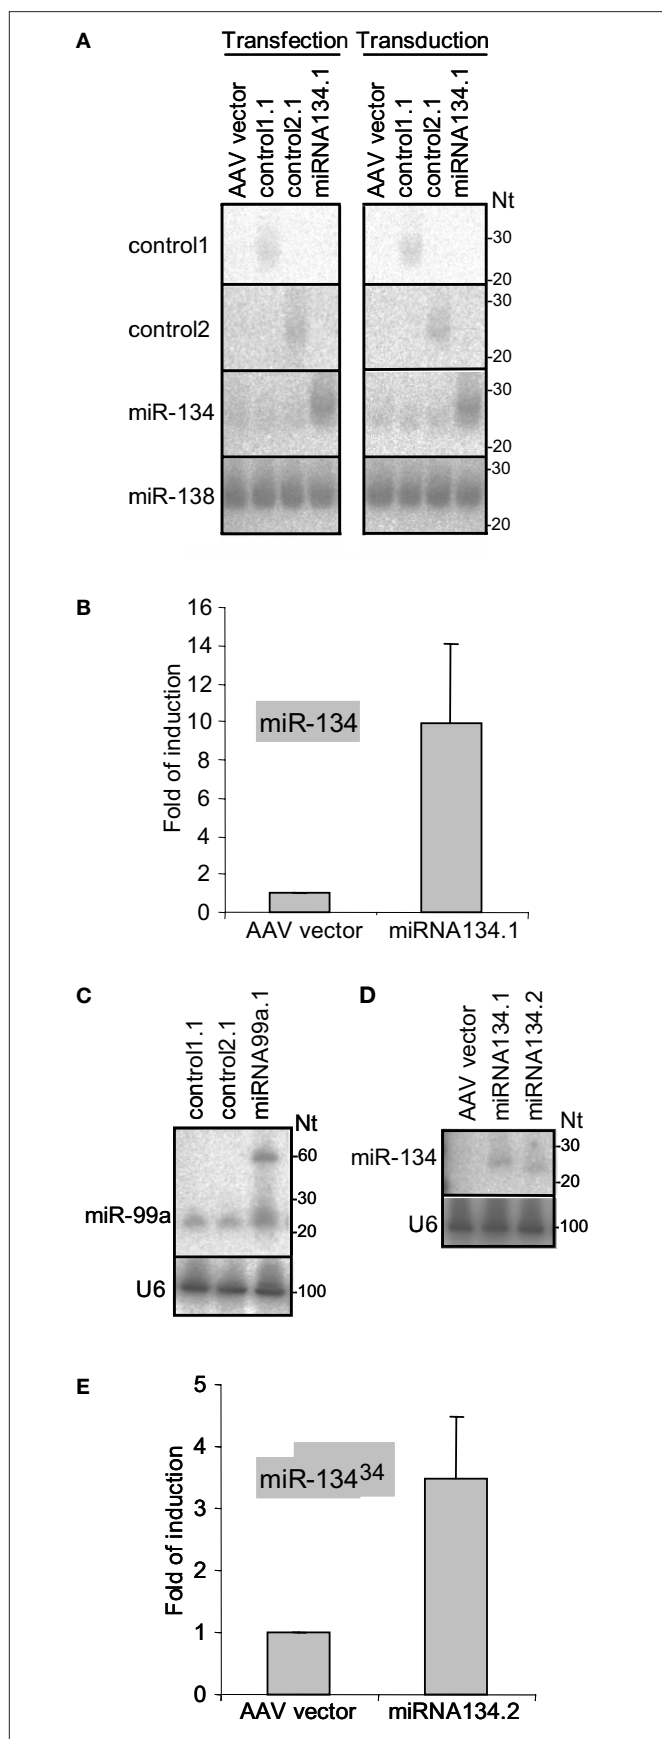 A
Transfection Transduction
AAV vector
control1.1
control2.1
miRNA134.1
AAV vector
control1.1
control2.1
miRNA134.1
Nt
control1
-30
-20
control2
-30
-20
miR-134
-30
-20
miR-138
-30
-20
B
Fold of induction
16
14
12
10
8
6
4
2
0
miR-134
AAV vector miRNA134.1
C
control1.1
control2.1
miRNA99a.1
Nt
-60
-30
miR-99a
-20
U6
-100
D
AAV vector
miRNA134.1
miRNA134.2
Nt
-30
miR-134
-20
U6
-100
E
Fold of induction
5
4
3
2
1
0
miR-13434
AAV vector miRNA134.2